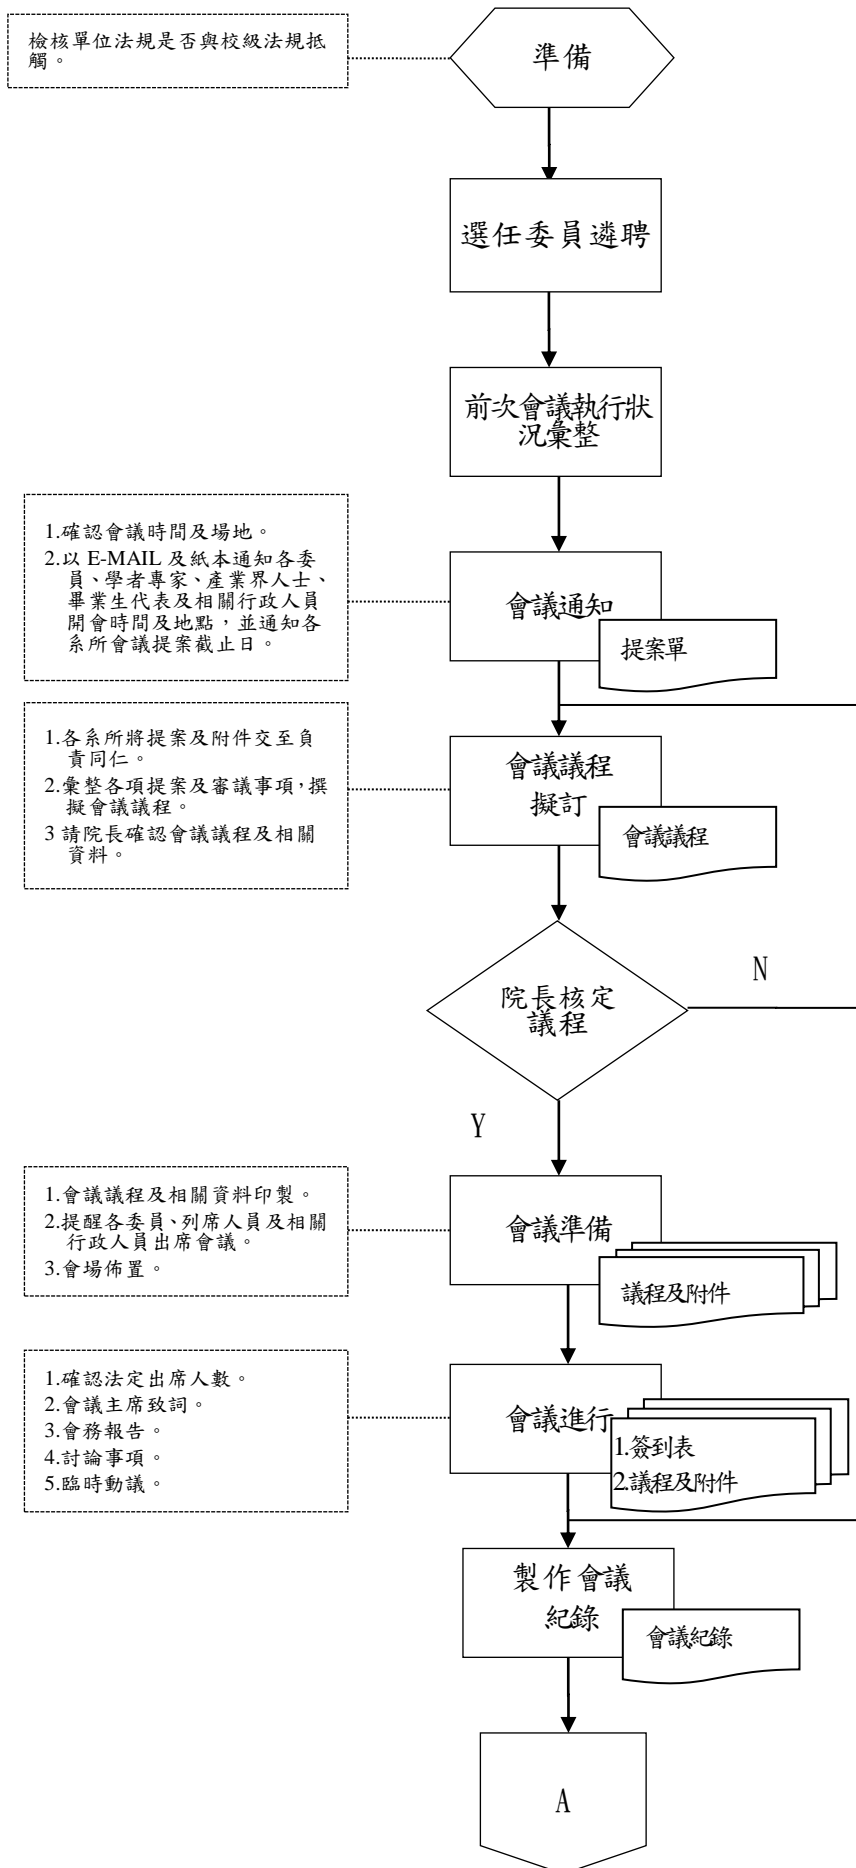 檢核單位法規是否與校級法規抵
觸。
準備
選任委員遴聘
前次會議執行狀
況彙整
1.確認會議時間及場地。
2.以 E-MAIL 及紙本通知各委
員、學者專家、產業界人士、
畢業生代表及相關行政人員
開會時間及地點，並通知各
系所會議提案截止日。
會議通知
提案單
1.各系所將提案及附件交至負
責同仁。
2.彙整各項提案及審議事項，撰
擬會議議程。
3 請院長確認會議議程及相關
資料。
會議議程
擬訂
會議議程
院長核定
議程
N
Y
1.會議議程及相關資料印製。
2.提醒各委員、列席人員及相關
行政人員出席會議。
3.會場佈置。
會議準備
議程及附件
1.確認法定出席人數。
2.會議主席致詞。
3.會務報告。
4.討論事項。
5.臨時動議。
會議進行
1.簽到表
2.議程及附件
製作會議
紀錄
會議紀錄
A